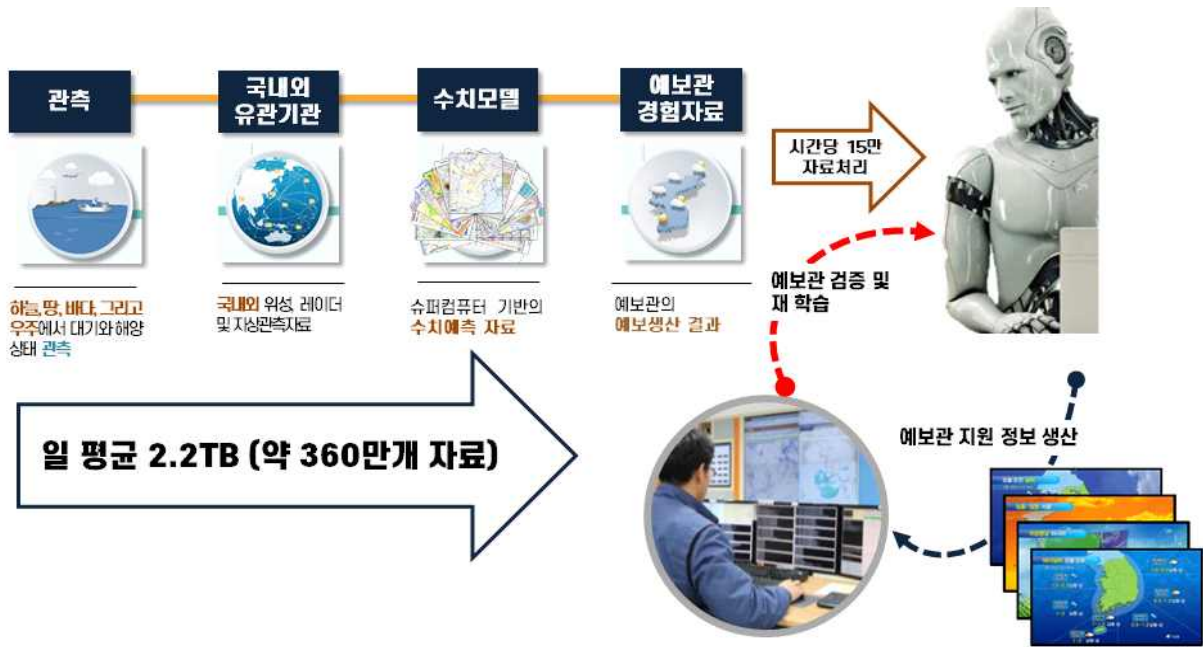 관측
국내외
유관기관
수치모델
예보관
경험자료
시간당 15만
자료처리
하늘, 땅, 바다, 그리고
우주에서 대기와 해양
상태 관측
국내외 위성, 레이더
및 지상관측자료
슈퍼컴퓨터 기반의
수치예측 자료
예보관의
예보생산 결과
예보관 검증 및
재 학습
일 평균 2.2TB (약 360만개 자료)
예보관 지원 정보 생산